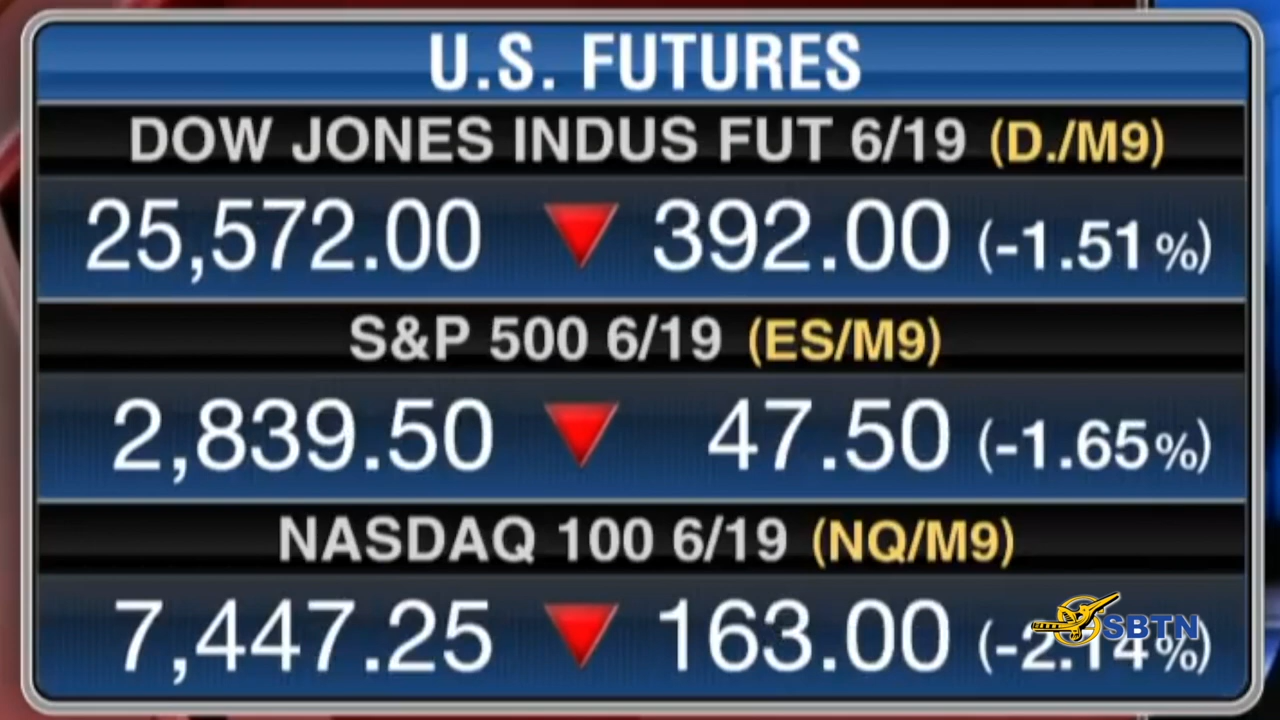 U.S. FUTURES
DOW JONES INDUS FUT 6/19 (D./M9)
25,572.00 ▼ 392.00 (-1.51%)
S&P 500 6/19 (ES/M9)
2,839.50 ▼ 47.50 (-1.65%)
NASDAQ 100 6/19 (NQ/M9)
7,447.25 ▼ 163.00 (-2.14%)
SBTN